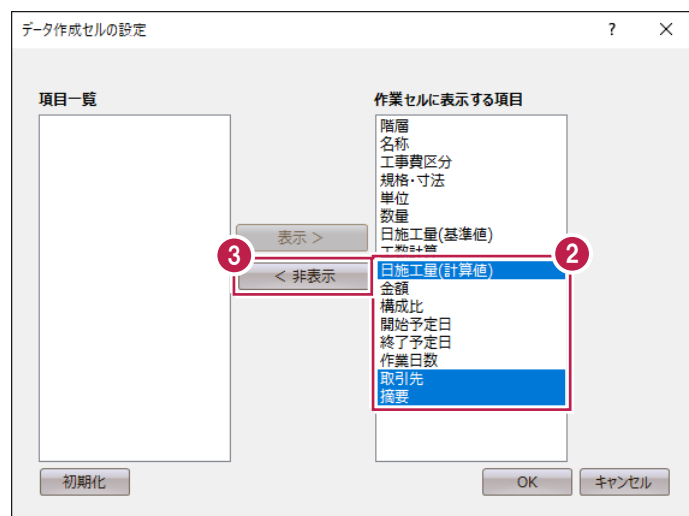 データ作成セルの設定
?
×
項目一覧
作業セルに表示する項目
階層
名称
工事費区分
規格・寸法
単位
数量
日施工量(基準値)
工数計算
日施工量(計算値)
金額
構成比
開始予定日
終了予定日
作業日数
取引先
摘要
表示 >
3
< 非表示
2
初期化
OK
キャンセル